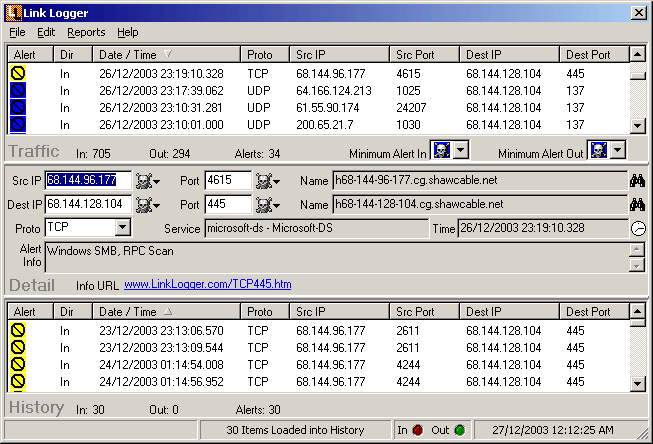 Link Logger
File Edit Reports Help
Alert Dir Date / Time Proto Src IP Src Port Dest IP Dest Port
In 26/12/2003 23:19:10.328 TCP 68.144.96.177 4615 68.144.128.104 445
In 26/12/2003 23:17:39.062 UDP 64.166.124.213 1025 68.144.128.104 137
In 26/12/2003 23:10:31.281 UDP 61.55.90.174 24207 68.144.128.104 137
In 26/12/2003 23:10:01.000 UDP 200.65.21.7 1030 68.144.128.104 137
Traffic In: 705 Out: 294 Alerts: 34 Minimum Alert In Minimum Alert Out
Src IP 68.144.96.177 Port 4615 Name h68-144-96-177.cg.shawcable.net
Dest IP 68.144.128.104 Port 445 Name h68-144-128-104.cg.shawcable.net
Proto TCP Service microsoft-ds - Microsoft-DS Time 26/12/2003 23:19:10.328
Alert Info Windows SMB, RPC Scan
Detail Info URL www.LinkLogger.com/TCP445.htm
Alert Dir Date / Time Proto Src IP Src Port Dest IP Dest Port
In 23/12/2003 23:13:06.570 TCP 68.144.96.177 2611 68.144.128.104 445
In 23/12/2003 23:13:09.544 TCP 68.144.96.177 2611 68.144.128.104 445
In 24/12/2003 01:14:54.008 TCP 68.144.96.177 4244 68.144.128.104 445
In 24/12/2003 01:14:56.952 TCP 68.144.96.177 4244 68.144.128.104 445
History In: 30 Out: 0 Alerts: 30
30 Items Loaded into History In Out 27/12/2003 12:12:25 AM